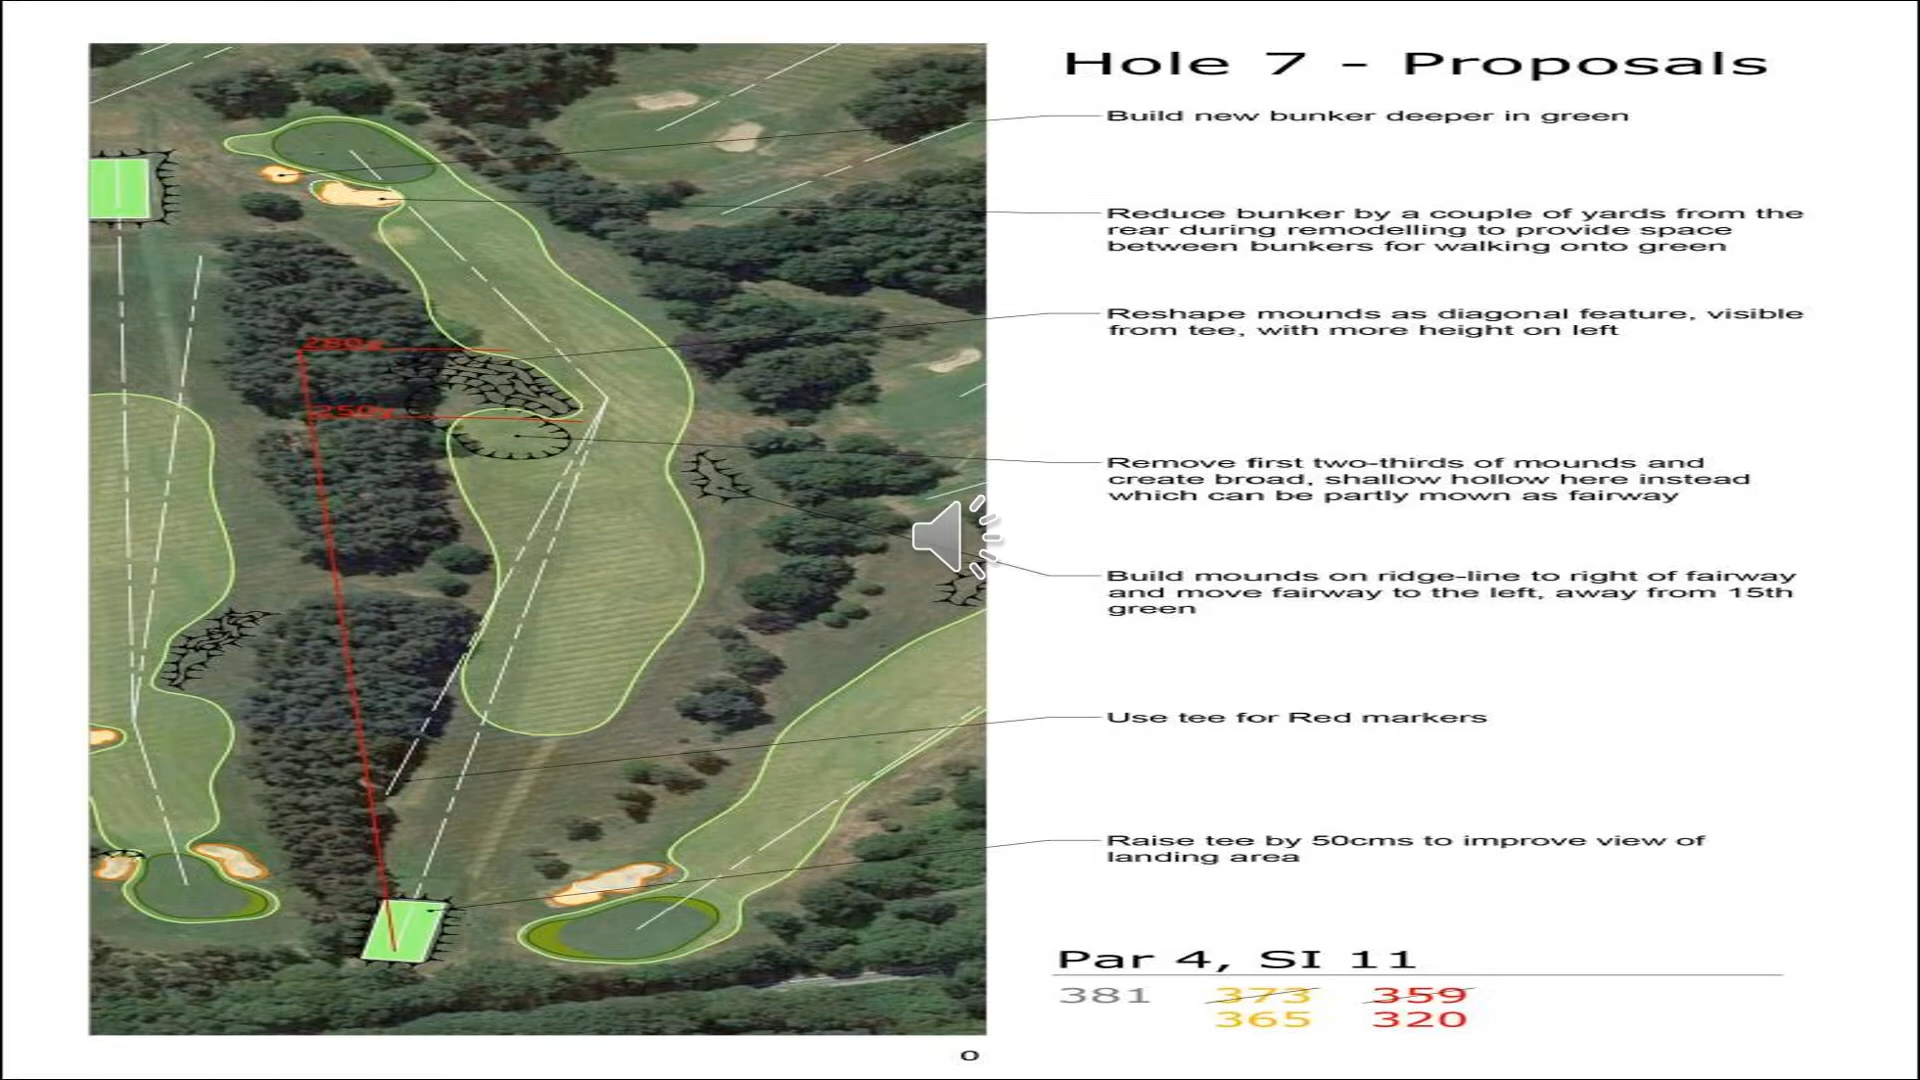 Hole 7 - Proposals
Build new bunker deeper in green
Reduce bunker by a couple of yards from the
rear during remodelling to provide space
between bunkers for walking onto green
Reshape mounds as diagonal feature, visible
from tee, with more height on left
280y
250y
Remove first two-thirds of mounds and
create broad, shallow hollow here instead
which can be partly mown as fairway
Build mounds on ridge-line to right of fairway
and move fairway to the left, away from 15th
green
Use tee for Red markers
Raise tee by 50cms to improve view of
landing area
Par 4, SI 11
381 373 359
365 320
0